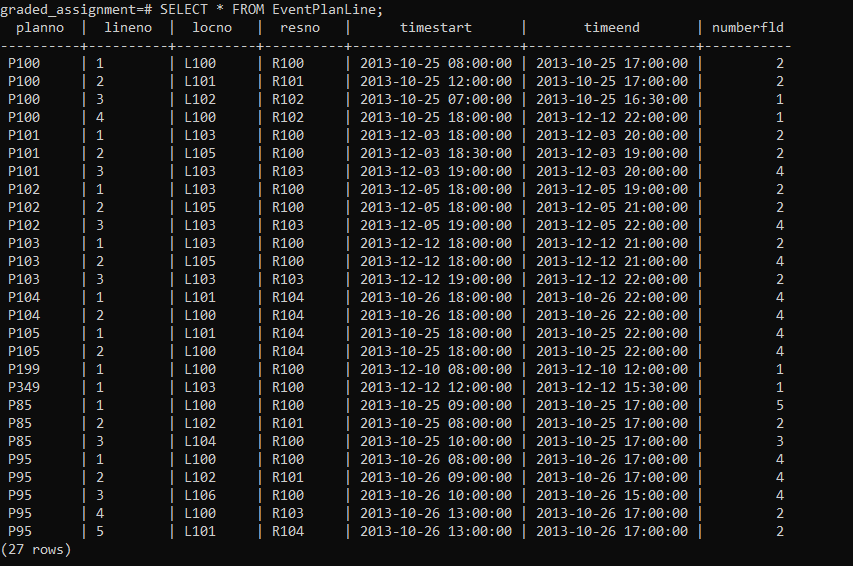 graded_assignment=# SELECT * FROM EventPlanLine;
 planno | lineno | locno | resno |      timestart      |       timeend       | numberfld
--------+--------+-------+-------+---------------------+---------------------+-----------
 P100 | 1 | L100 | R100 | 2013-10-25 08:00:00 | 2013-10-25 17:00:00 | 2
 P100 | 2 | L101 | R101 | 2013-10-25 12:00:00 | 2013-10-25 17:00:00 | 2
 P100 | 3 | L102 | R102 | 2013-10-25 07:00:00 | 2013-10-25 16:30:00 | 1
 P100 | 4 | L100 | R102 | 2013-10-25 18:00:00 | 2013-12-12 22:00:00 | 1
 P101 | 1 | L103 | R100 | 2013-12-03 18:00:00 | 2013-12-03 20:00:00 | 2
 P101 | 2 | L105 | R100 | 2013-12-03 18:30:00 | 2013-12-03 19:00:00 | 2
 P101 | 3 | L103 | R103 | 2013-12-03 19:00:00 | 2013-12-03 20:00:00 | 4
 P102 | 1 | L103 | R100 | 2013-12-05 18:00:00 | 2013-12-05 19:00:00 | 2
 P102 | 2 | L105 | R100 | 2013-12-05 18:00:00 | 2013-12-05 21:00:00 | 2
 P102 | 3 | L103 | R103 | 2013-12-05 19:00:00 | 2013-12-05 22:00:00 | 4
 P103 | 1 | L103 | R100 | 2013-12-12 18:00:00 | 2013-12-12 21:00:00 | 2
 P103 | 2 | L105 | R100 | 2013-12-12 18:00:00 | 2013-12-12 21:00:00 | 4
 P103 | 3 | L103 | R103 | 2013-12-12 19:00:00 | 2013-12-12 22:00:00 | 2
 P104 | 1 | L101 | R104 | 2013-10-26 18:00:00 | 2013-10-26 22:00:00 | 4
 P104 | 2 | L100 | R104 | 2013-10-26 18:00:00 | 2013-10-26 22:00:00 | 4
 P105 | 1 | L101 | R104 | 2013-10-25 18:00:00 | 2013-10-25 22:00:00 | 4
 P105 | 2 | L100 | R104 | 2013-10-25 18:00:00 | 2013-10-25 22:00:00 | 4
 P199 | 1 | L100 | R100 | 2013-12-10 08:00:00 | 2013-12-10 12:00:00 | 1
 P349 | 1 | L103 | R100 | 2013-12-12 12:00:00 | 2013-12-12 15:30:00 | 1
 P85 | 1 | L100 | R100 | 2013-10-25 09:00:00 | 2013-10-25 17:00:00 | 5
 P85 | 2 | L102 | R101 | 2013-10-25 08:00:00 | 2013-10-25 17:00:00 | 2
 P85 | 3 | L104 | R100 | 2013-10-25 10:00:00 | 2013-10-25 17:00:00 | 3
 P95 | 1 | L100 | R100 | 2013-10-26 08:00:00 | 2013-10-26 17:00:00 | 4
 P95 | 2 | L102 | R101 | 2013-10-26 09:00:00 | 2013-10-26 17:00:00 | 4
 P95 | 3 | L106 | R100 | 2013-10-26 10:00:00 | 2013-10-26 15:00:00 | 4
 P95 | 4 | L100 | R103 | 2013-10-26 13:00:00 | 2013-10-26 17:00:00 | 2
 P95 | 5 | L101 | R104 | 2013-10-26 13:00:00 | 2013-10-26 17:00:00 | 2
(27 rows)